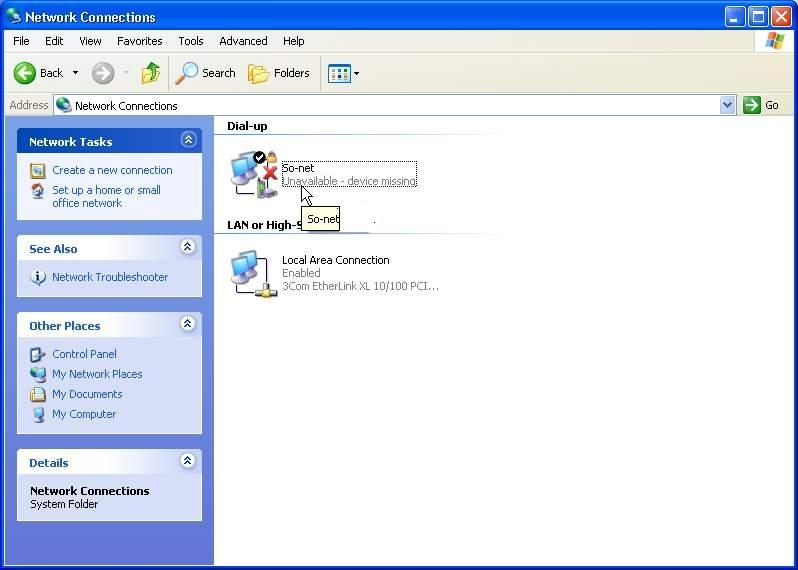 Network Connections
File Edit View Favorites Tools Advanced Help
Back Search Folders
Address Network Connections Go
Network Tasks
Create a new connection
Set up a home or small
office network
See Also
Network Troubleshooter
Other Places
Control Panel
My Network Places
My Documents
My Computer
Details
Network Connections
System Folder
Dial-up
So-net
Unavailable - device missing
So-net
LAN or High-S
Local Area Connection
Enabled
3Com EtherLink XL 10/100 PCI...